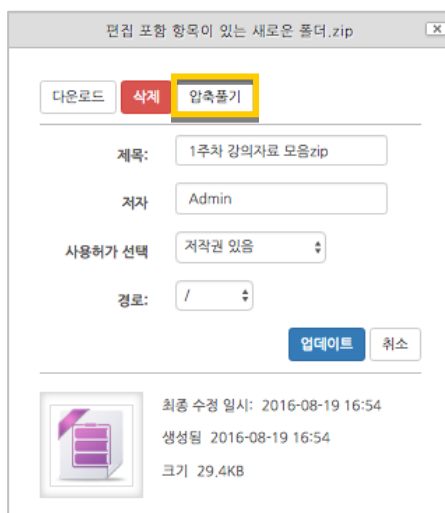 편집 포함 항목이 있는 새로운 폴더.zip
다운로드 삭제 압축풀기
제목: 1주차 강의자료 모음zip
저자 Admin
사용허가 선택 저작권 있음
경로: /
업데이트 취소
최종 수정 일시: 2016-08-19 16:54
생성됨 2016-08-19 16:54
크기 29.4KB